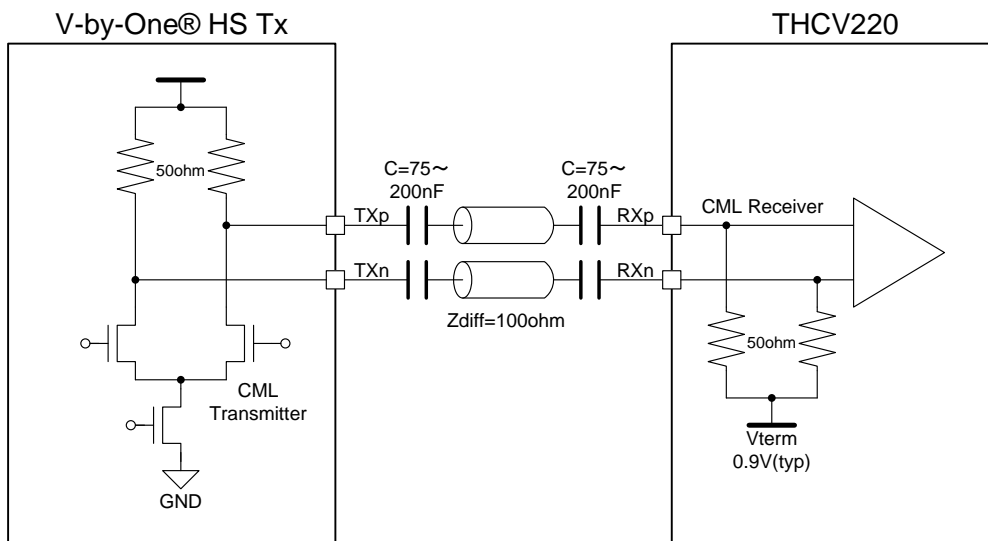 V-by-One® HS Tx
THCV220
50ohm
C=75～
200nF
C=75～
200nF
TXp
RXp
CML Receiver
TXn
RXn
Zdiff=100ohm
50ohm
CML
Transmitter
GND
Vterm
0.9V(typ)